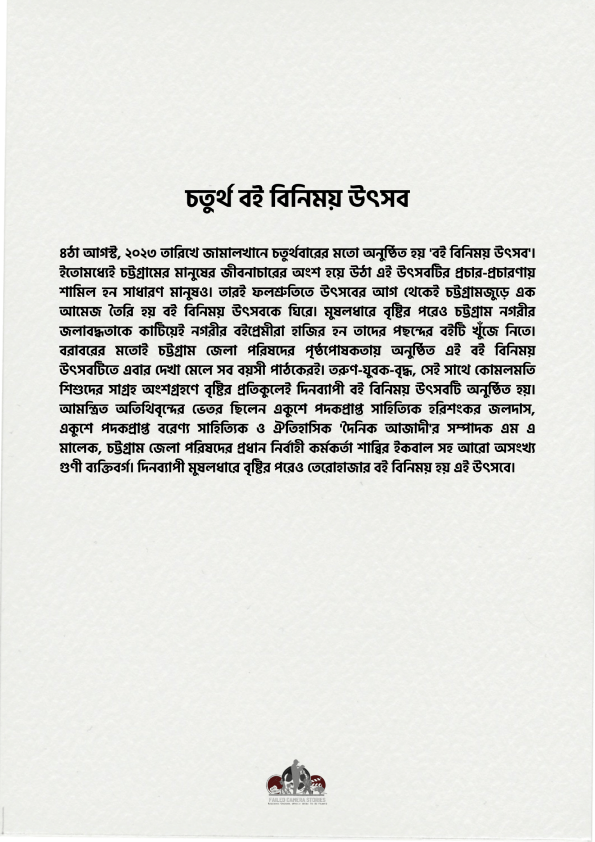 চতুর্থ বই বিনিময় উৎসব
৪ঠা আগস্ট, ২০২৩ তারিখে জামালখানে চতুর্থবারের মতো অনুষ্ঠিত হয় 'বই বিনিময় উৎসব'।
ইতোমধ্যেই চট্টগ্রামের মানুষের জীবনাচারের অংশ হয়ে উঠা এই উৎসবটির প্রচার-প্রচারণায়
শামিল হন সাধারণ মানুষও। তারই ফলশ্রুতিতে উৎসবের আগ থেকেই চট্টগ্রামজুড়ে এক
আমেজ তৈরি হয় বই বিনিময় উৎসবকে ঘিরে। মুষলধারে বৃষ্টির পরেও চট্টগ্রাম নগরীর
জলাবদ্ধতাকে কাটিয়েই নগরীর বইপ্রেমীরা হাজির হন তাদের পছন্দের বইটি খুঁজে নিতে।
বরাবরের মতোই চট্টগ্রাম জেলা পরিষদের পৃষ্ঠপোষকতায় অনুষ্ঠিত এই বই বিনিময়
উৎসবটিতে এবার দেখা মেলে সব বয়সী পাঠকেরই। তরুণ-যুবক-বৃদ্ধ, সেই সাথে কোমলমতি
শিশুদের সাগ্রহ অংশগ্রহণে বৃষ্টির প্রতিকুলেই দিনব্যাপী বই বিনিময় উৎসবটি অনুষ্ঠিত হয়।
আমন্ত্রিত অতিথিবৃন্দের ভেতর ছিলেন একুশে পদকপ্রাপ্ত সাহিত্যিক হরিশংকর জলদাস,
একুশে পদকপ্রাপ্ত বরেণ্য সাহিত্যিক ও ঐতিহাসিক 'দৈনিক আজাদী'র সম্পাদক এম এ
মালেক, চট্টগ্রাম জেলা পরিষদের প্রধান নির্বাহী কর্মকর্তা শাব্বির ইকবাল সহ আরো অসংখ্য
গুণী ব্যক্তিবর্গ। দিনব্যাপী মুষলধারে বৃষ্টির পরেও তেরোহাজার বই বিনিময় হয় এই উৎসবে।
FAILED CAMERA STORIES